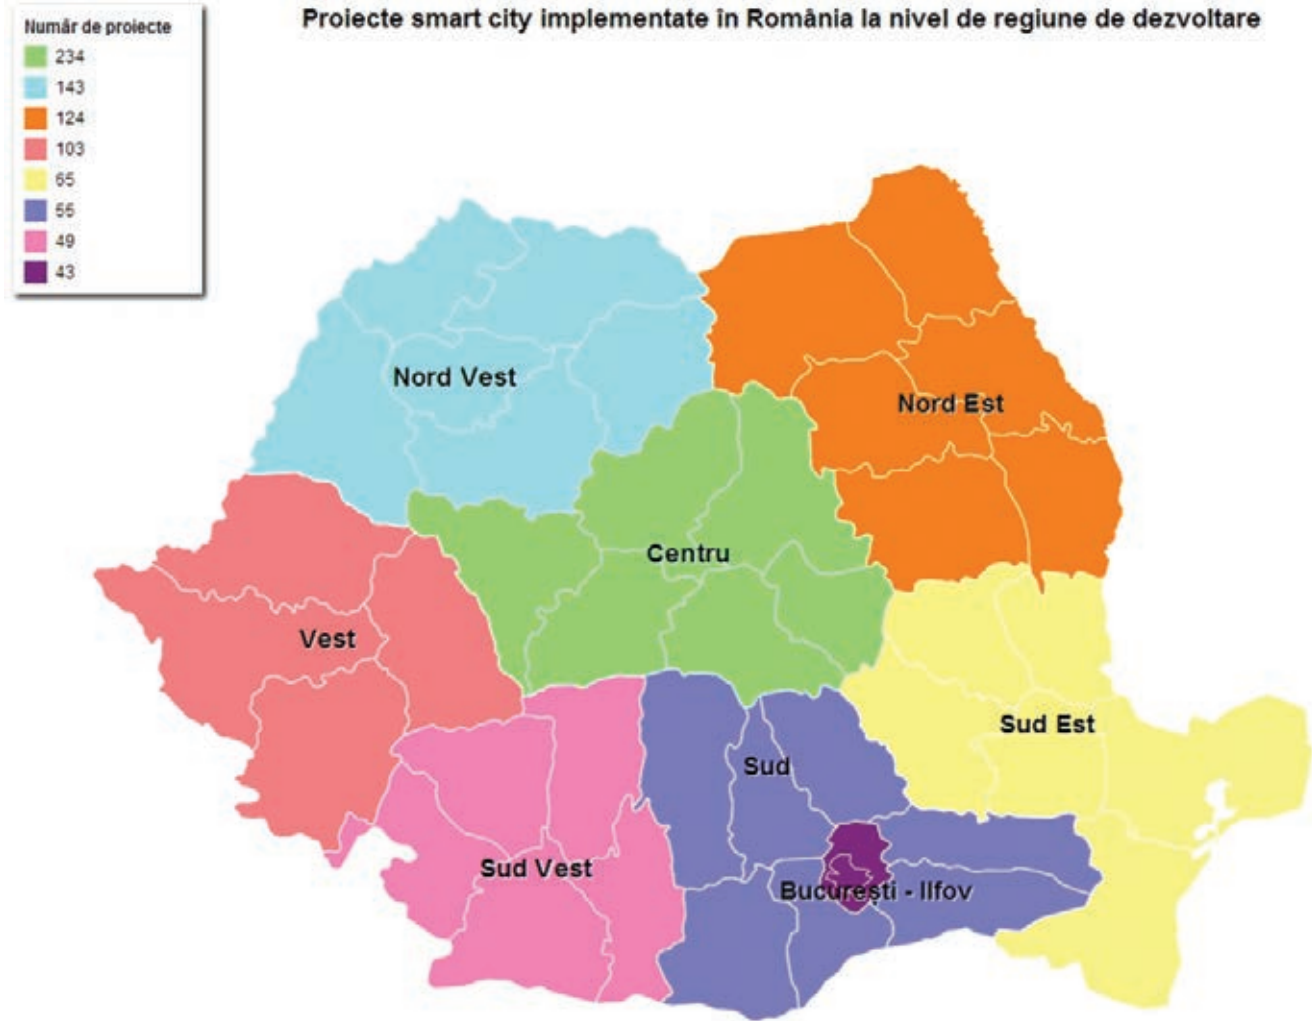 Proiecte smart city implementate în România la nivel de regiune de dezvoltare
Număr de proiecte
234
143
124
103
65
55
49
43
Nord Vest
Nord Est
Centru
Vest
Sud Est
Sud
Sud Vest
București - Ilfov